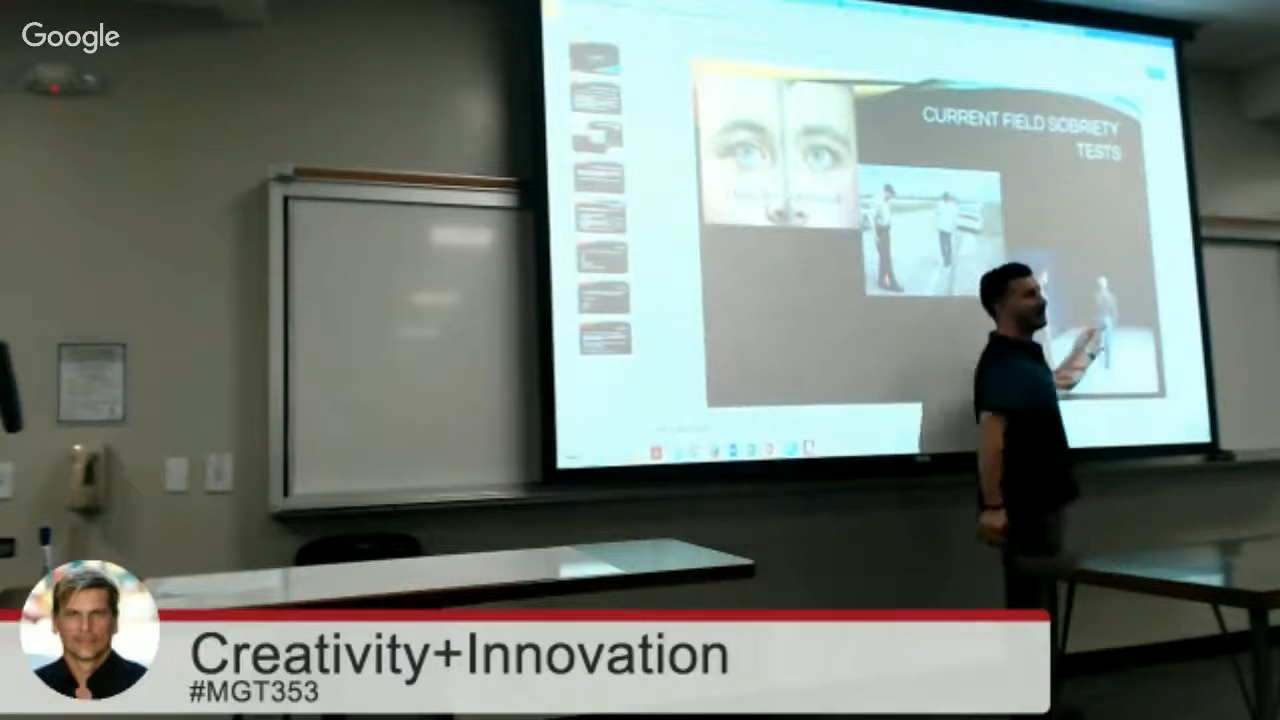 Google
CURRENT FIELD SOBRIETY
TESTS
Creativity+Innovation
#MGT353